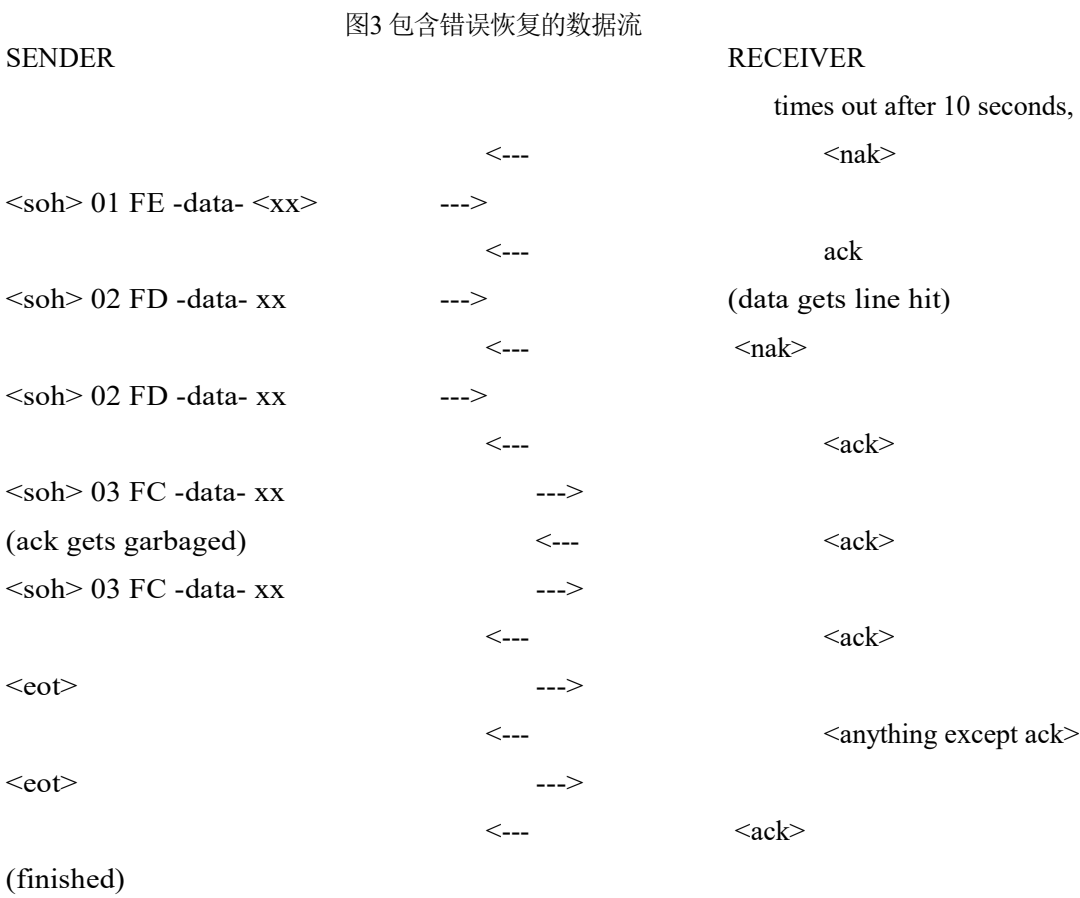 图3 包含错误恢复的数据流
SENDER RECEIVER
times out after 10 seconds,
<--- <nak>
<soh> 01 FE -data- <xx> --->
<--- ack
<soh> 02 FD -data- xx ---> (data gets line hit)
<--- <nak>
<soh> 02 FD -data- xx --->
<--- <ack>
<soh> 03 FC -data- xx --->
(ack gets garbaged) <--- <ack>
<soh> 03 FC -data- xx --->
<--- <ack>
<eot> --->
<--- <anything except ack>
<eot> --->
<--- <ack>
(finished)